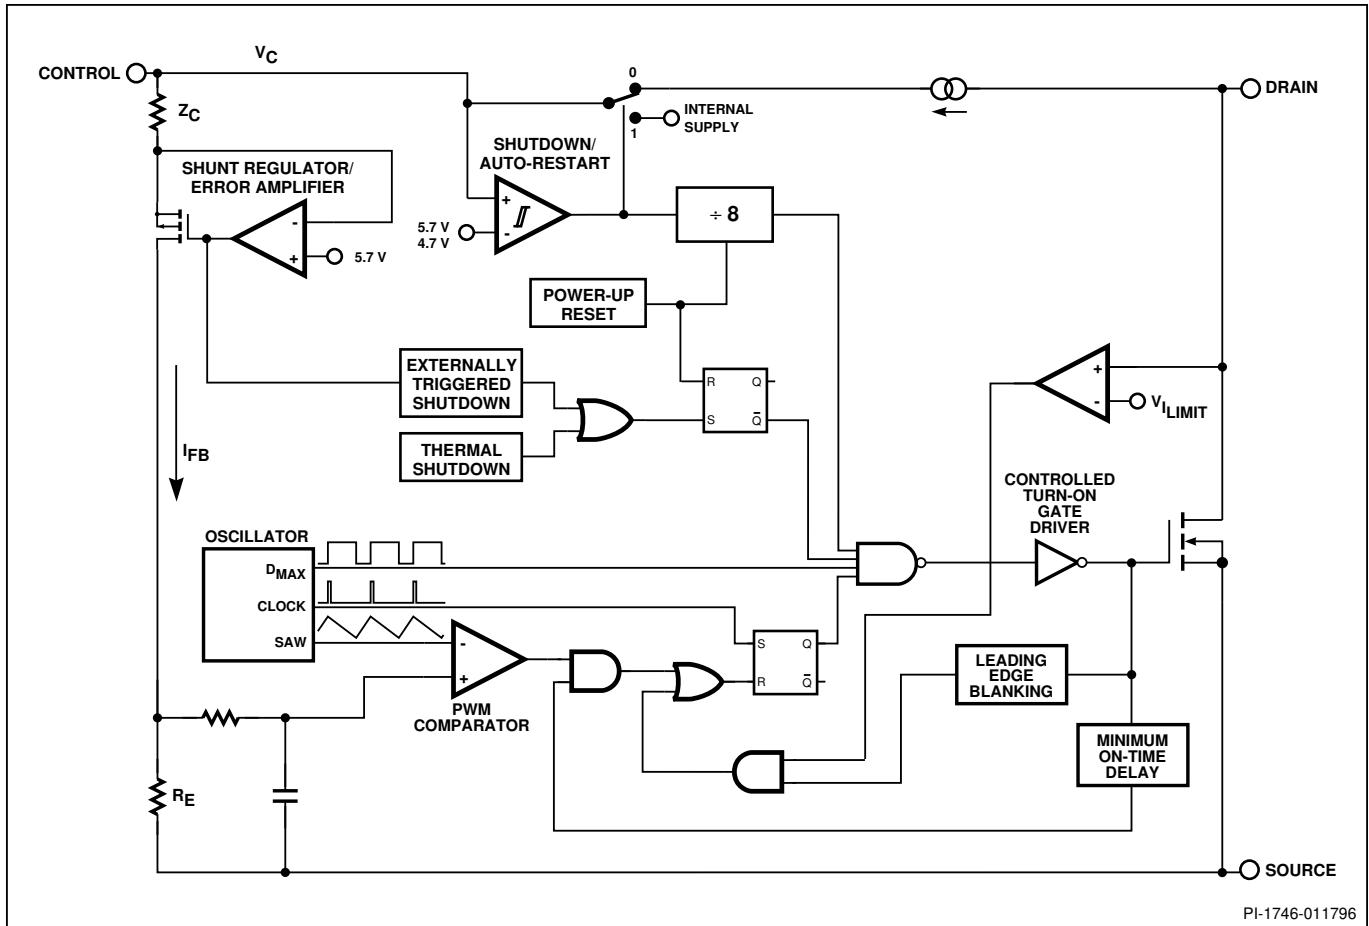 V_C
CONTROL
Z_C
0
1
INTERNAL
SUPPLY
DRAIN
SHUNT REGULATOR/
ERROR AMPLIFIER
-
+
5.7 V
SHUTDOWN/
AUTO-RESTART
+
-
5.7 V
4.7 V
÷ 8
POWER-UP
RESET
EXTERNALLY
TRIGGERED
SHUTDOWN
THERMAL
SHUTDOWN
R
Q
S
Q̅
+
-
V_I_LIMIT
I_FB
CONTROLLED
TURN-ON
GATE
DRIVER
OSCILLATOR
D_MAX
CLOCK
SAW
-
+
PWM
COMPARATOR
S
Q
R
Q̅
LEADING
EDGE
BLANKING
MINIMUM
ON-TIME
DELAY
R_E
SOURCE
PI-1746-011796